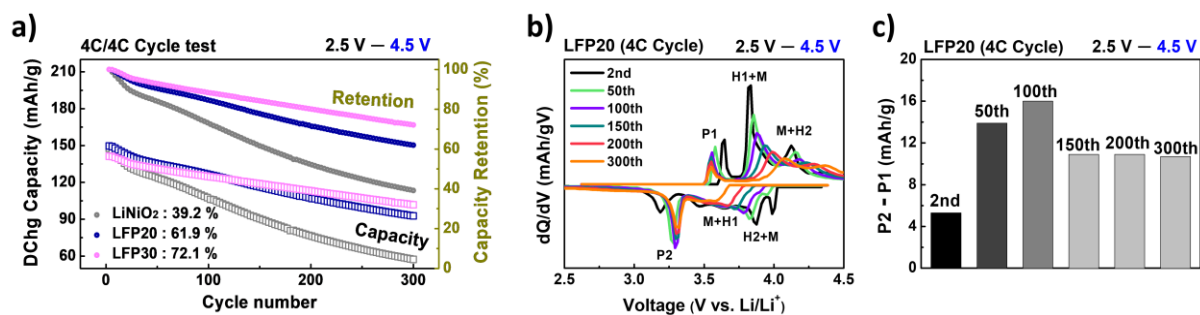 a)
4C/4C Cycle test
2.5 V — 4.5 V
DChg Capacity (mAh/g)
210
180
150
120
90
60
Retention
Capacity
LiNiO₂ : 39.2 %
LFP20 : 61.9 %
LFP30 : 72.1 %
100
80
60
40
20
0
Capacity Retention (%)
0
100
200
300
Cycle number
b)
LFP20 (4C Cycle)
2.5 V — 4.5 V
dQ/dV (mAh/gV)
2nd
50th
100th
150th
200th
300th
H1+M
P1
M+H2
M+H1
H2+M
P2
2.5
3.0
3.5
4.0
4.5
Voltage (V vs. Li/Li⁺)
c)
LFP20 (4C Cycle)
2.5 V — 4.5 V
P2 - P1 (mAh/g)
20
16
12
8
4
0
2nd
50th
100th
150th
200th
300th